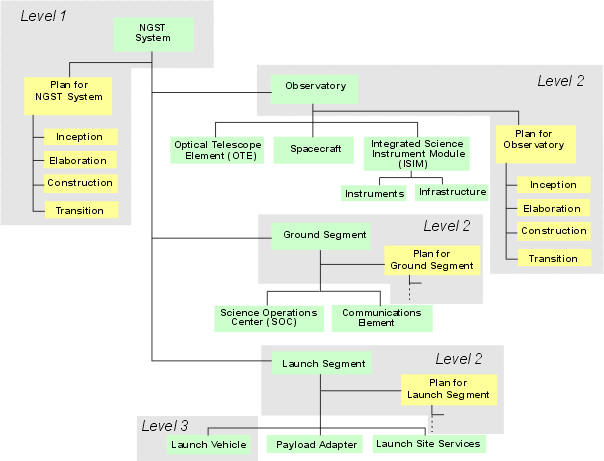 Level 1
NGST
System
Plan for
NGST System
Inception
Elaboration
Construction
Transition
Level 2
Observatory
Optical Telescope
Element (OTE)
Spacecraft
Integrated Science
Instrument Module
(ISIM)
Instruments
Infrastructure
Plan for
Observatory
Inception
Elaboration
Construction
Transition
Level 2
Ground Segment
Plan for
Ground Segment
Science Operations
Center (SOC)
Communications
Element
Level 2
Launch Segment
Plan for
Launch Segment
Level 3
Launch Vehicle
Payload Adapter
Launch Site Services